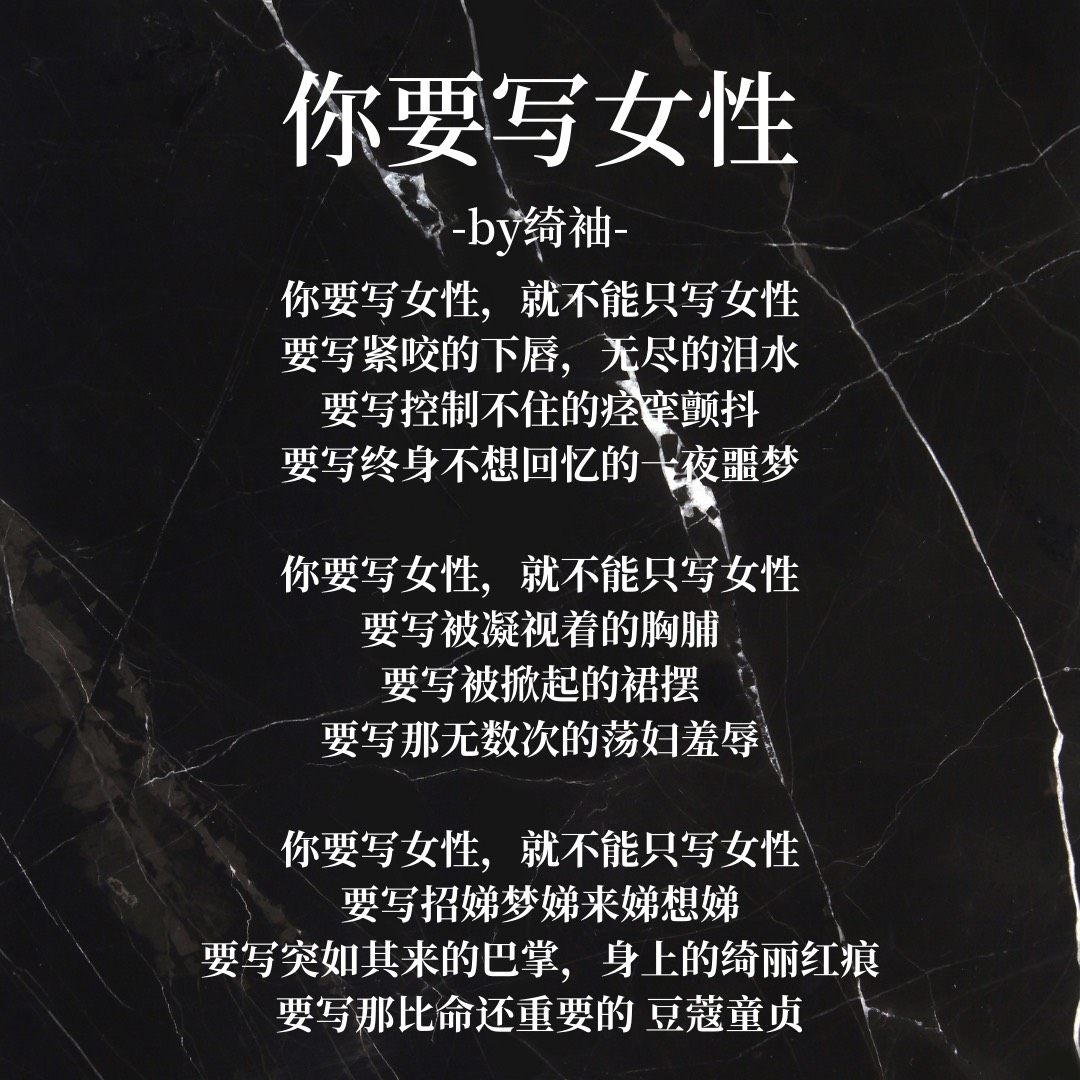 你要写女性
-by绮袖-
你要写女性，就不能只写女性
要写紧咬的下唇，无尽的泪水
要写控制不住的痉挛颤抖
要写终身不想回忆的一夜噩梦
你要写女性，就不能只写女性
要写被凝视着的胸脯
要写被掀起的裙摆
要写那无数次的荡妇羞辱
你要写女性，就不能只写女性
要写招娣梦娣来娣想娣
要写突如其来的巴掌，身上的绮丽红痕
要写那比命还重要的 豆蔻童贞